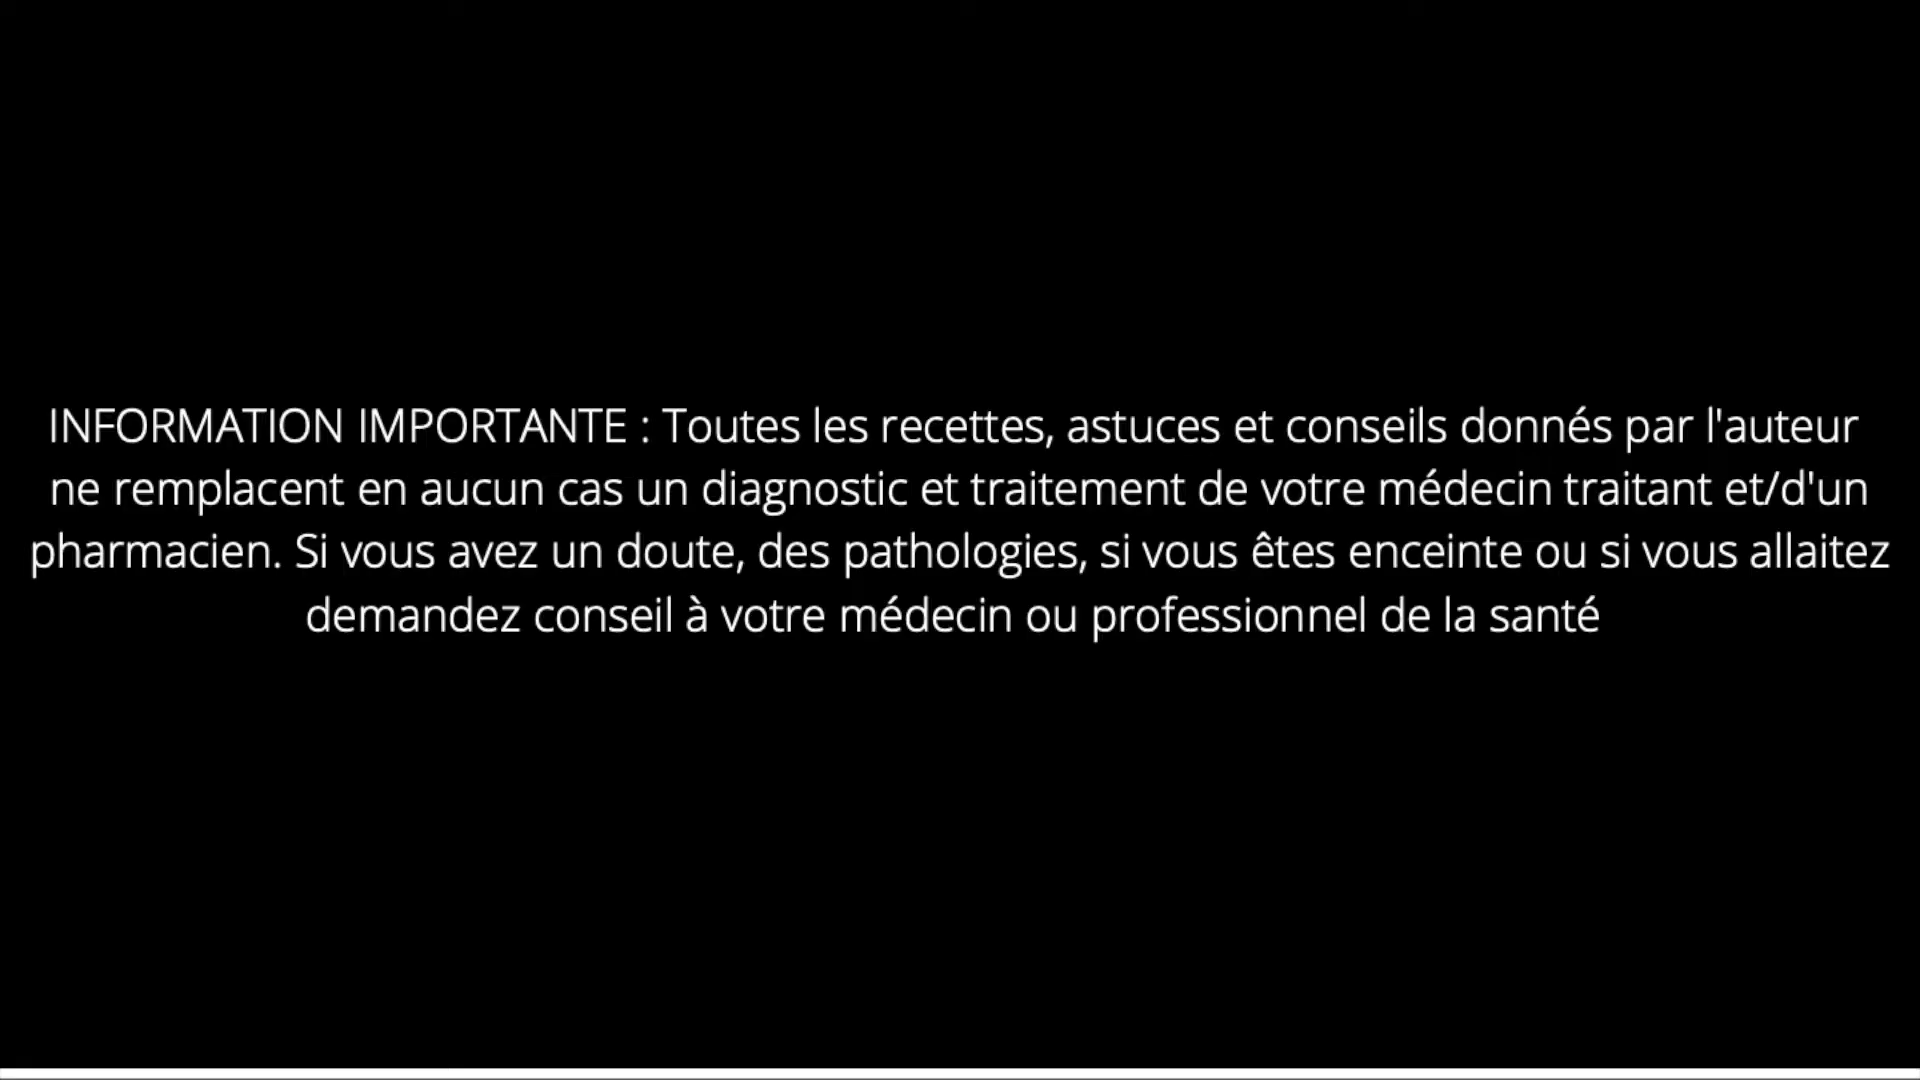 INFORMATION IMPORTANTE : Toutes les recettes, astuces et conseils donnés par l'auteur
ne remplacent en aucun cas un diagnostic et traitement de votre médecin traitant et/d'un
pharmacien. Si vous avez un doute, des pathologies, si vous êtes enceinte ou si vous allaitez
demandez conseil à votre médecin ou professionnel de la santé